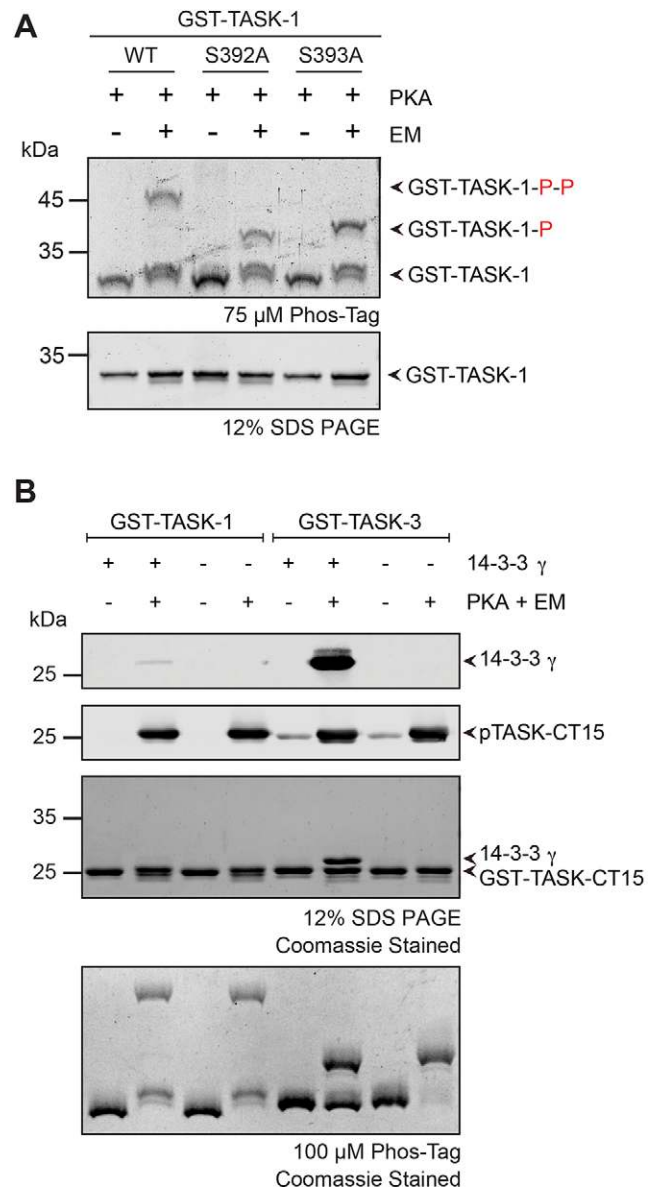 A
GST-TASK-1
WT S392A S393A
+ + + + + + PKA
- + - + - + EM
kDa
45
35
GST-TASK-1-P-P
GST-TASK-1-P
GST-TASK-1
75 µM Phos-Tag
35
GST-TASK-1
12% SDS PAGE
B
GST-TASK-1 GST-TASK-3
+ + - - + + - - 14-3-3 γ
- + - + - + - + PKA + EM
kDa
25
14-3-3 γ
25
pTASK-CT15
35
25
14-3-3 γ
GST-TASK-CT15
12% SDS PAGE
Coomassie Stained
100 µM Phos-Tag
Coomassie Stained